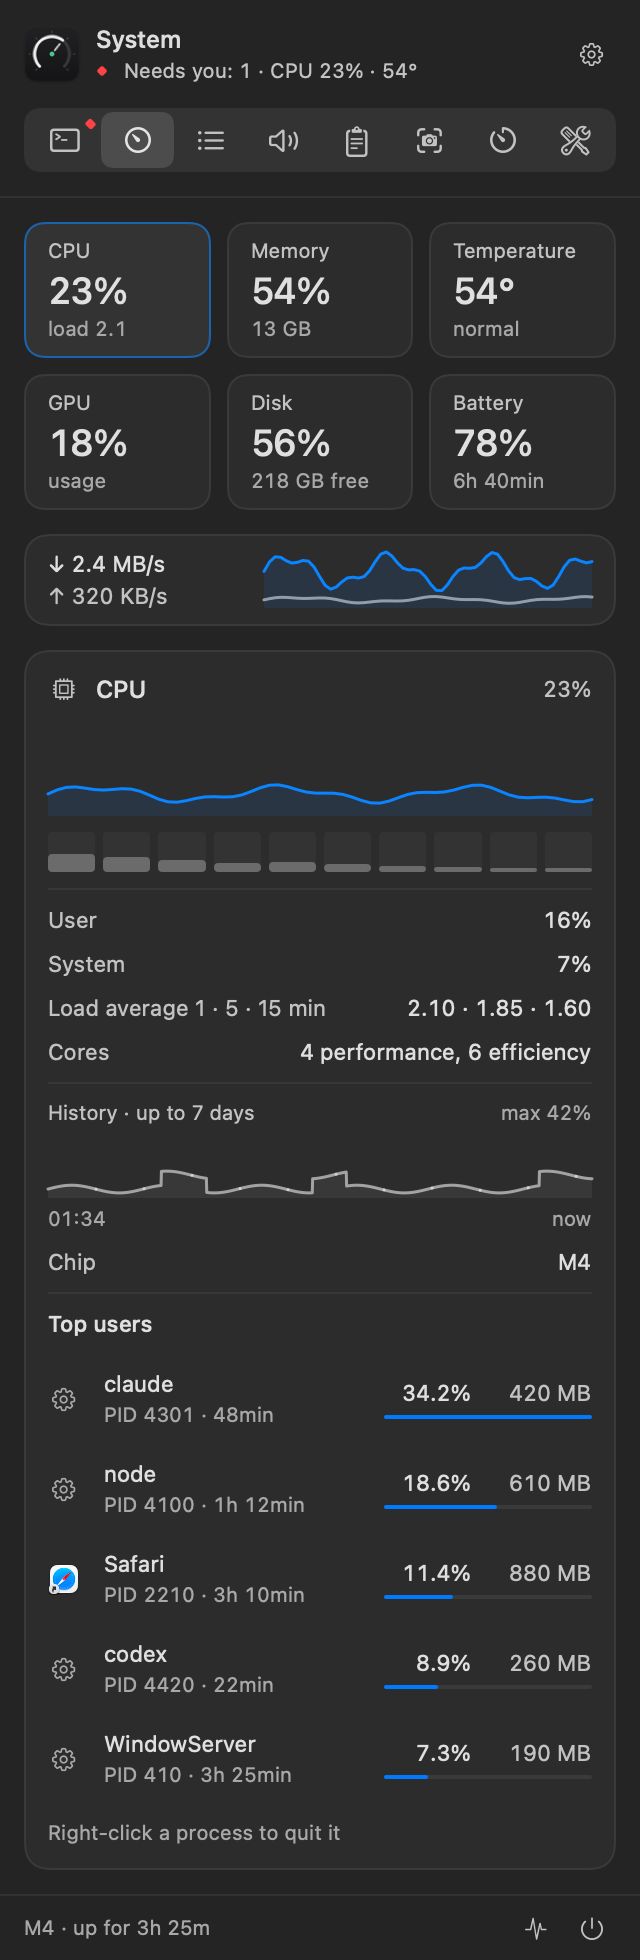 System
Needs you: 1 · CPU 23% · 54°
CPU
23%
load 2.1
Memory
54%
13 GB
Temperature
54°
normal
GPU
18%
usage
Disk
56%
218 GB free
Battery
78%
6h 40min
↓ 2.4 MB/s
↑ 320 KB/s
CPU 23%
User 16%
System 7%
Load average 1 · 5 · 15 min 2.10 · 1.85 · 1.60
Cores 4 performance, 6 efficiency
History · up to 7 days max 42%
01:34 now
Chip M4
Top users
claude
PID 4301 · 48min
34.2% 420 MB
node
PID 4100 · 1h 12min
18.6% 610 MB
Safari
PID 2210 · 3h 10min
11.4% 880 MB
codex
PID 4420 · 22min
8.9% 260 MB
WindowServer
PID 410 · 3h 25min
7.3% 190 MB
Right-click a process to quit it
M4 · up for 3h 25m